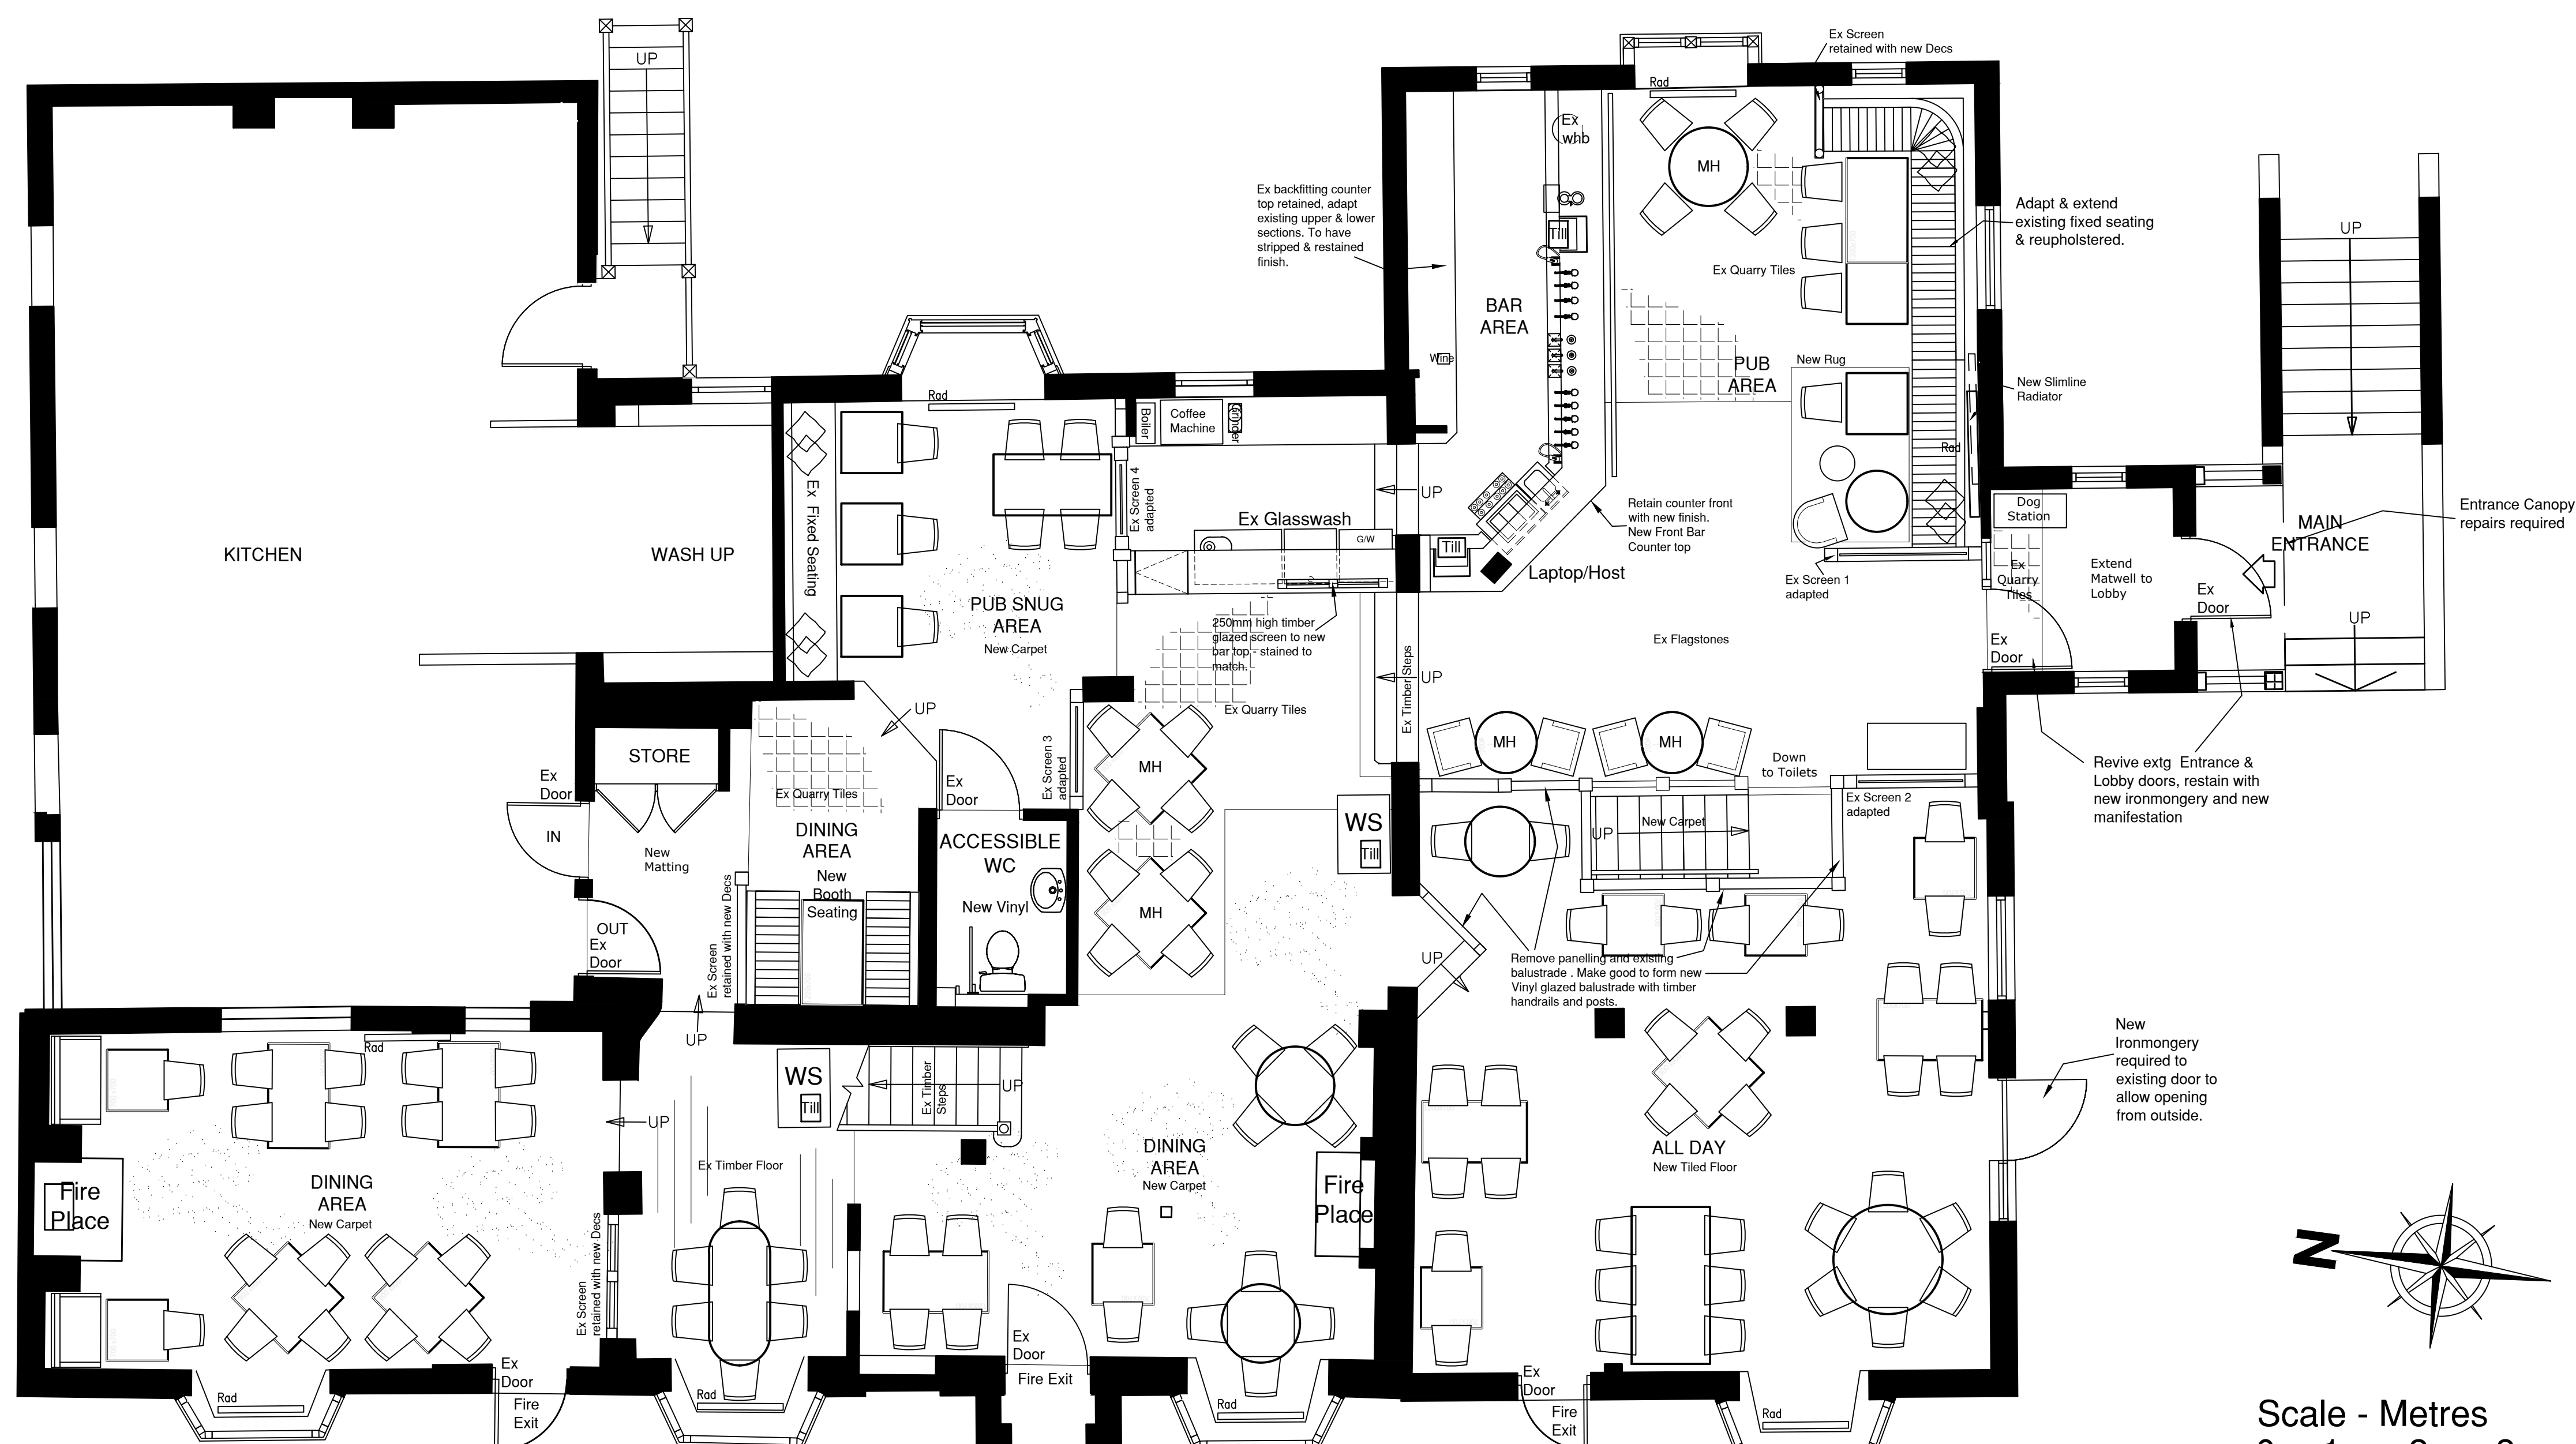 UP
Ex Screen
retained with new Decs
Rad
Ex
whb
MH
Ex backfitting counter
top retained, adapt
existing upper & lower
sections. To have
stripped & restained
finish.
Till
Adapt & extend
existing fixed seating
& reupholstered.
UP
Ex Quarry Tiles
BAR
AREA
Wine
PUB
AREA
New Rug
New Slimline
Radiator
Rad
Rad
Boiler
Coffee
Machine
Grinder
Ex Fixed Seating
Ex Screen 4
adapted
UP
Retain counter front
with new finish.
New Front Bar
Counter top
Dog
Station
Entrance Canopy
repairs required
MAIN
ENTRANCE
KITCHEN
WASH UP
Ex Glasswash
G/W
Till
Laptop/Host
Ex Screen 1
adapted
Ex
Quarry
Tiles
Extend
Matwell to
Lobby
Ex
Door
UP
PUB SNUG
AREA
New Carpet
250mm high timber
glazed screen to new
bar top - stained to
match.
Ex Flagstones
Ex
Door
Ex Timber Steps
UP
UP
Ex Quarry Tiles
STORE
Ex Screen 3
adapted
MH
MH
MH
Down
to Toilets
Revive extg Entrance &
Lobby doors, restain with
new ironmongery and new
manifestation
Ex
Door
IN
Ex Quarry Tiles
Ex
Door
WS
Till
UP
New Carpet
Ex Screen 2
adapted
DINING
AREA
New
Booth
Seating
ACCESSIBLE
WC
New Vinyl
New
Matting
Ex Screen
retained with new Decs
MH
OUT
Ex
Door
UP
Remove panelling and existing
balustrade . Make good to form new
Vinyl glazed balustrade with timber
handrails and posts.
UP
Rad
WS
Till
Ex Timber
Steps
UP
New
Ironmongery
required to
existing door to
allow opening
from outside.
UP
DINING
AREA
New Carpet
ALL DAY
New Tiled Floor
Ex Timber Floor
Fire
Place
DINING
AREA
New Carpet
Fire
Place
Ex Screen
retained with new Decs
N
Ex
Door
Fire Exit
Ex
Door
Fire
Exit
Rad
Rad
Rad
Ex
Door
Fire
Exit
Rad
Scale - Metres